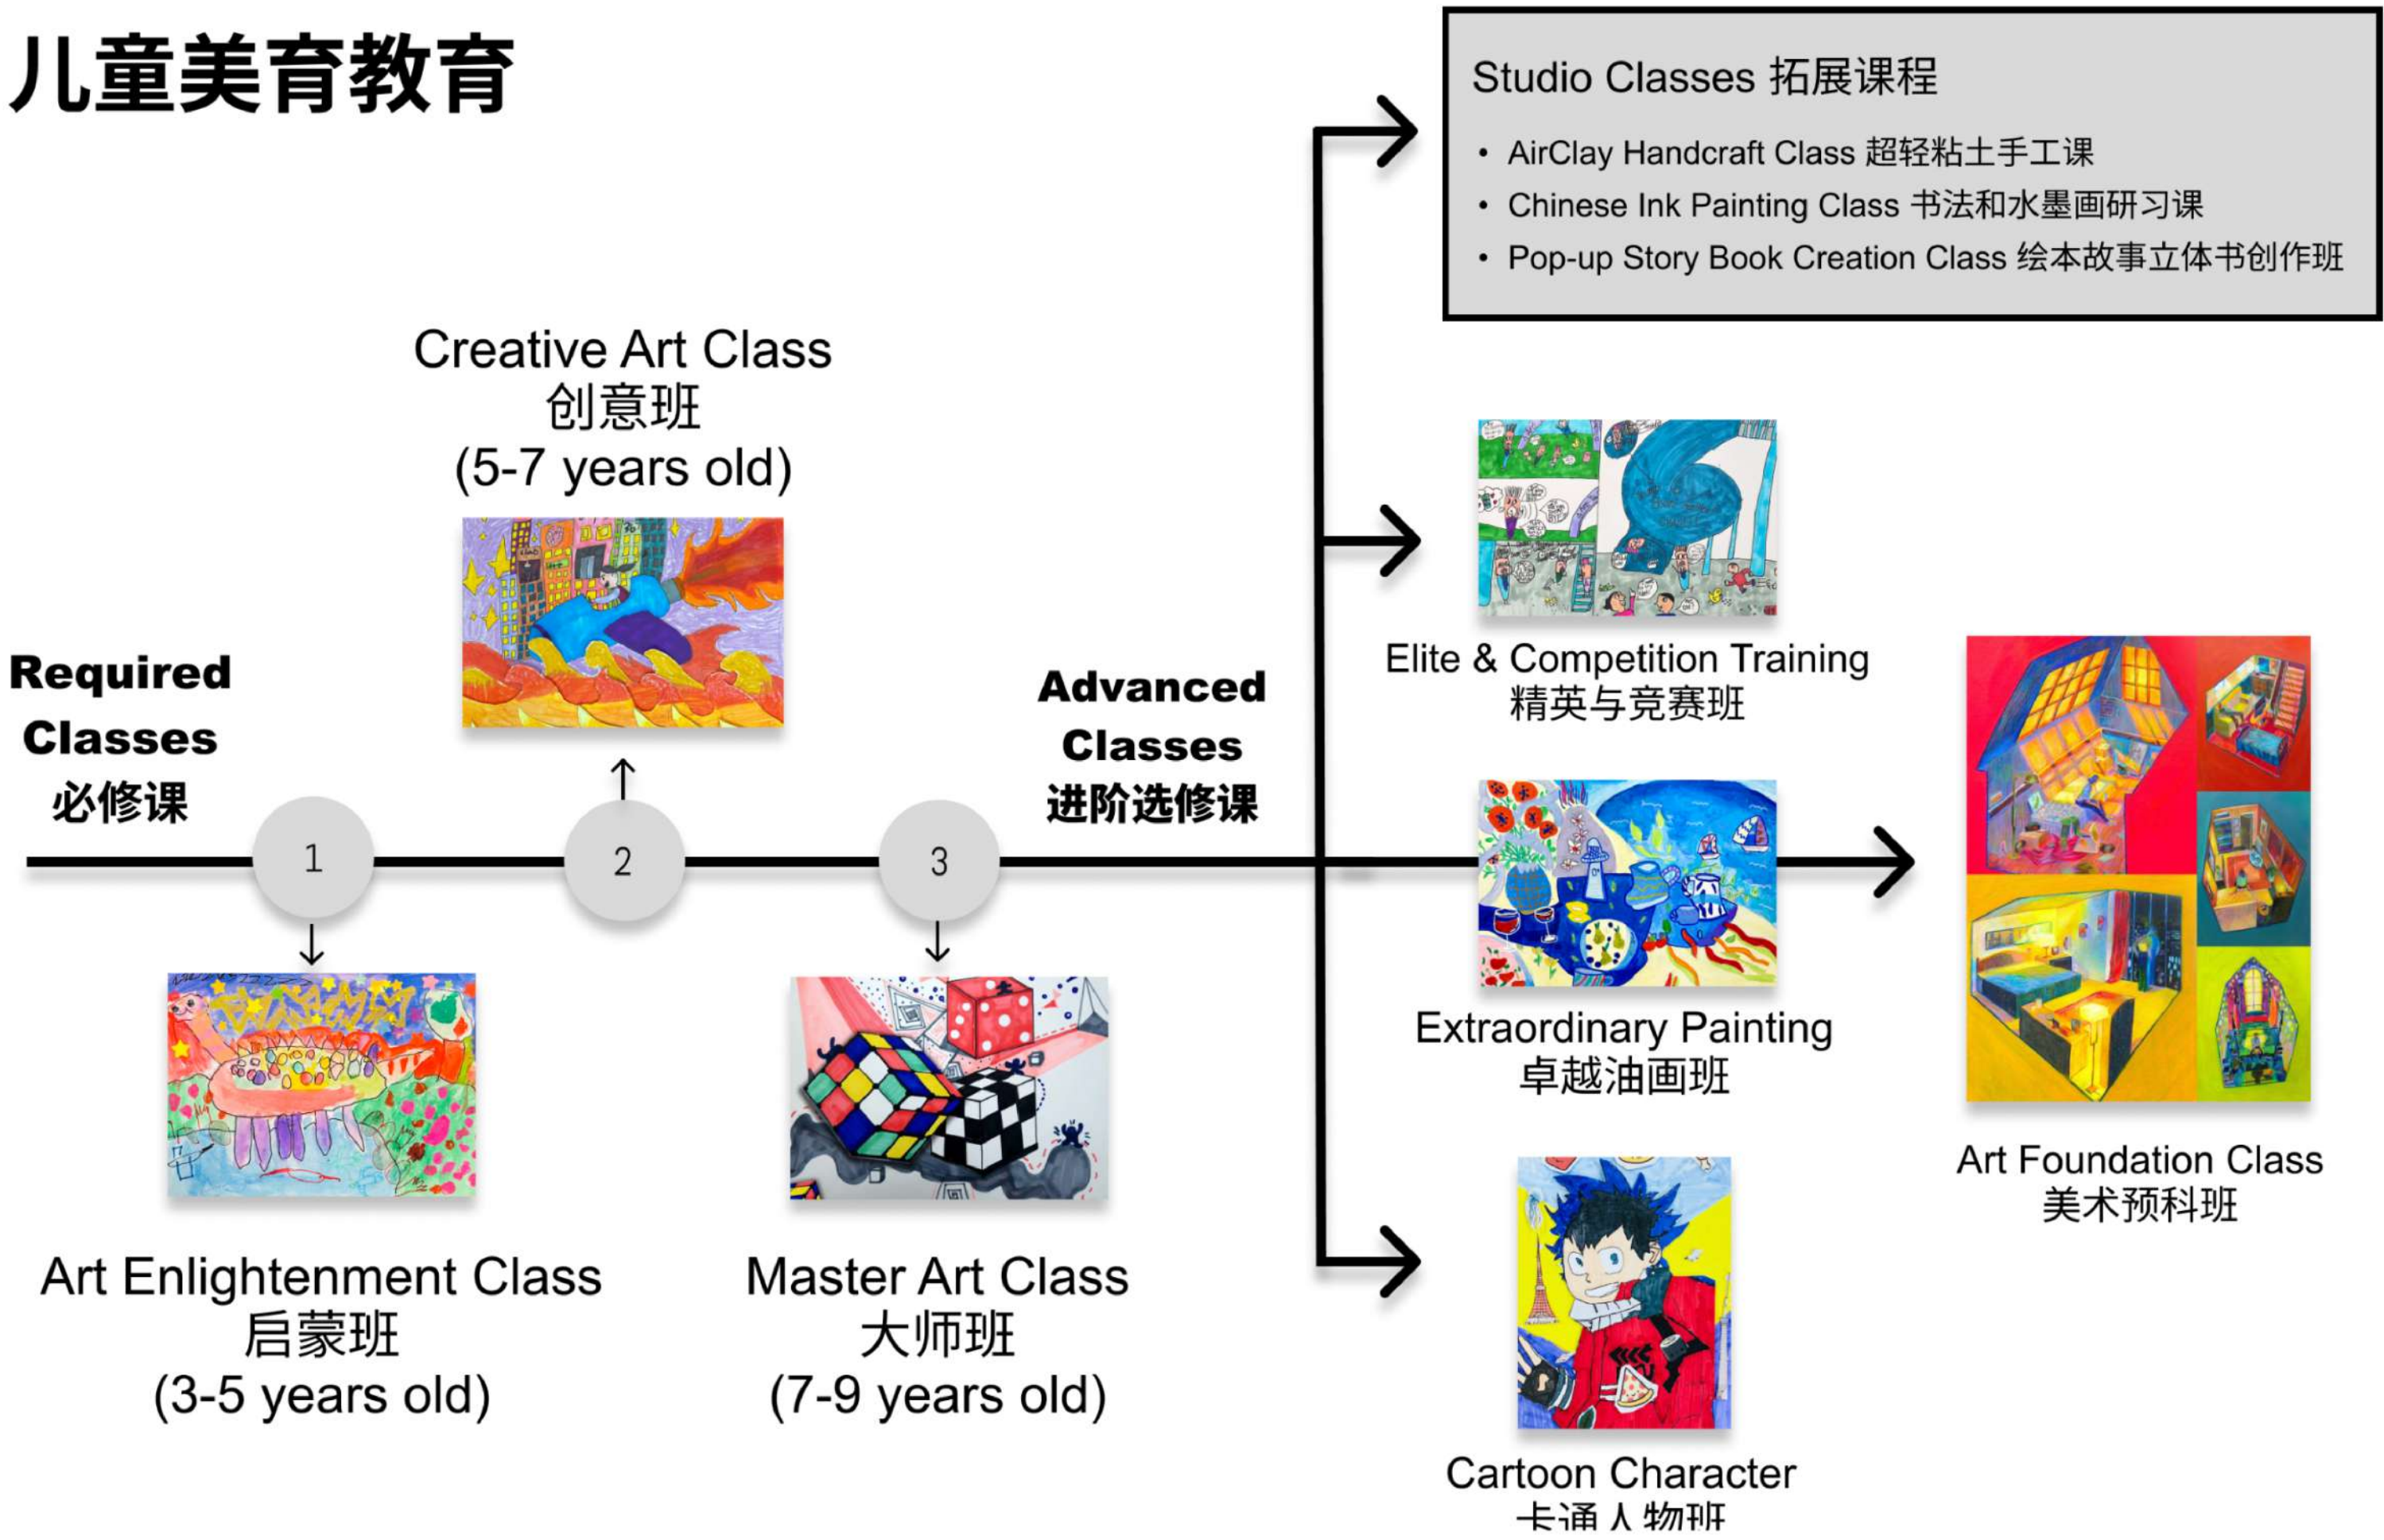 儿童美育教育
Studio Classes 拓展课程
• AirClay Handcraft Class 超轻粘土手工课
• Chinese Ink Painting Class 书法和水墨画研习课
• Pop-up Story Book Creation Class 绘本故事立体书创作班
Creative Art Class
创意班
(5-7 years old)
Required
Classes
必修课
Advanced
Classes
进阶选修课
1
2
3
Art Enlightenment Class
启蒙班
(3-5 years old)
Master Art Class
大师班
(7-9 years old)
Elite & Competition Training
精英与竞赛班
Extraordinary Painting
卓越油画班
Art Foundation Class
美术预科班
Cartoon Character
卡通人物班